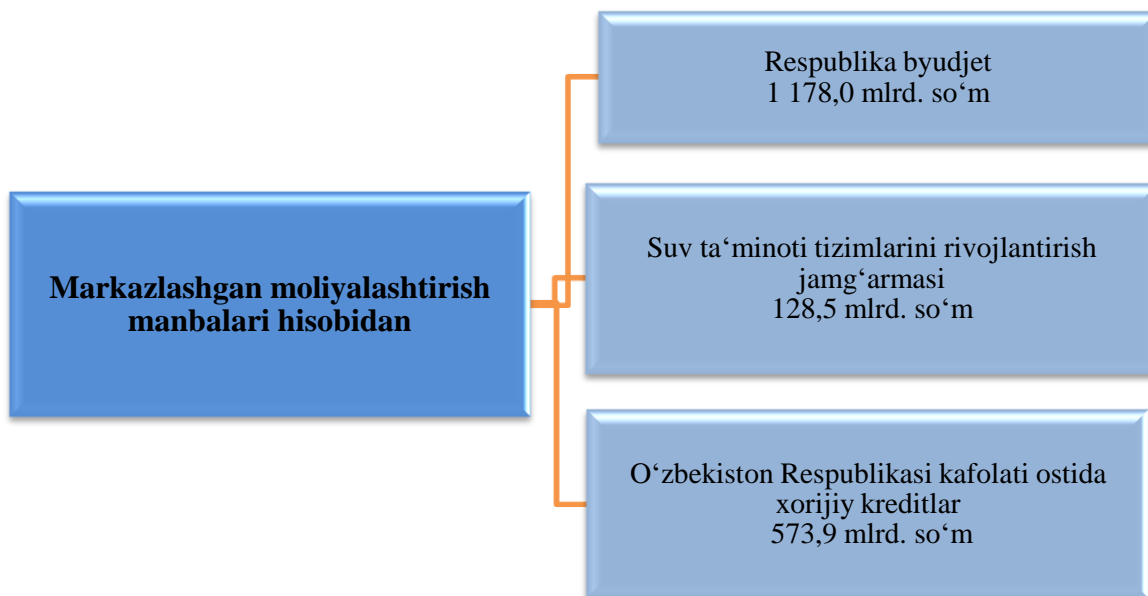 Markazlashgan moliyalashtirish
manbalari hisobidan
Respublika byudjet
1 178,0 mlrd. so‘m
Suv ta‘minoti tizimlarini rivojlantirish
jamg‘armasi
128,5 mlrd. so‘m
O‘zbekiston Respublikasi kafolati ostida
xorijiy kreditlar
573,9 mlrd. so‘m